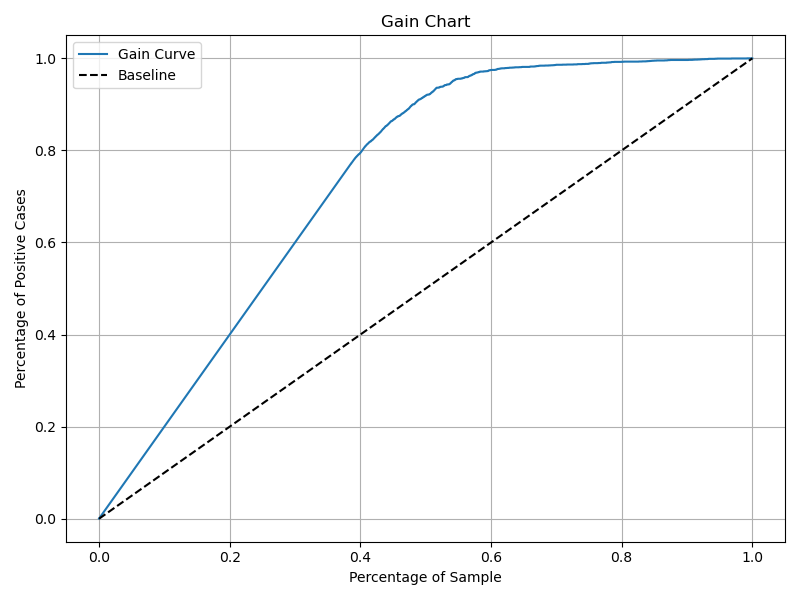 Gain Chart
Gain Curve
Baseline
Percentage of Positive Cases
1.0
0.8
0.6
0.4
0.2
0.0
0.0 0.2 0.4 0.6 0.8 1.0
Percentage of Sample